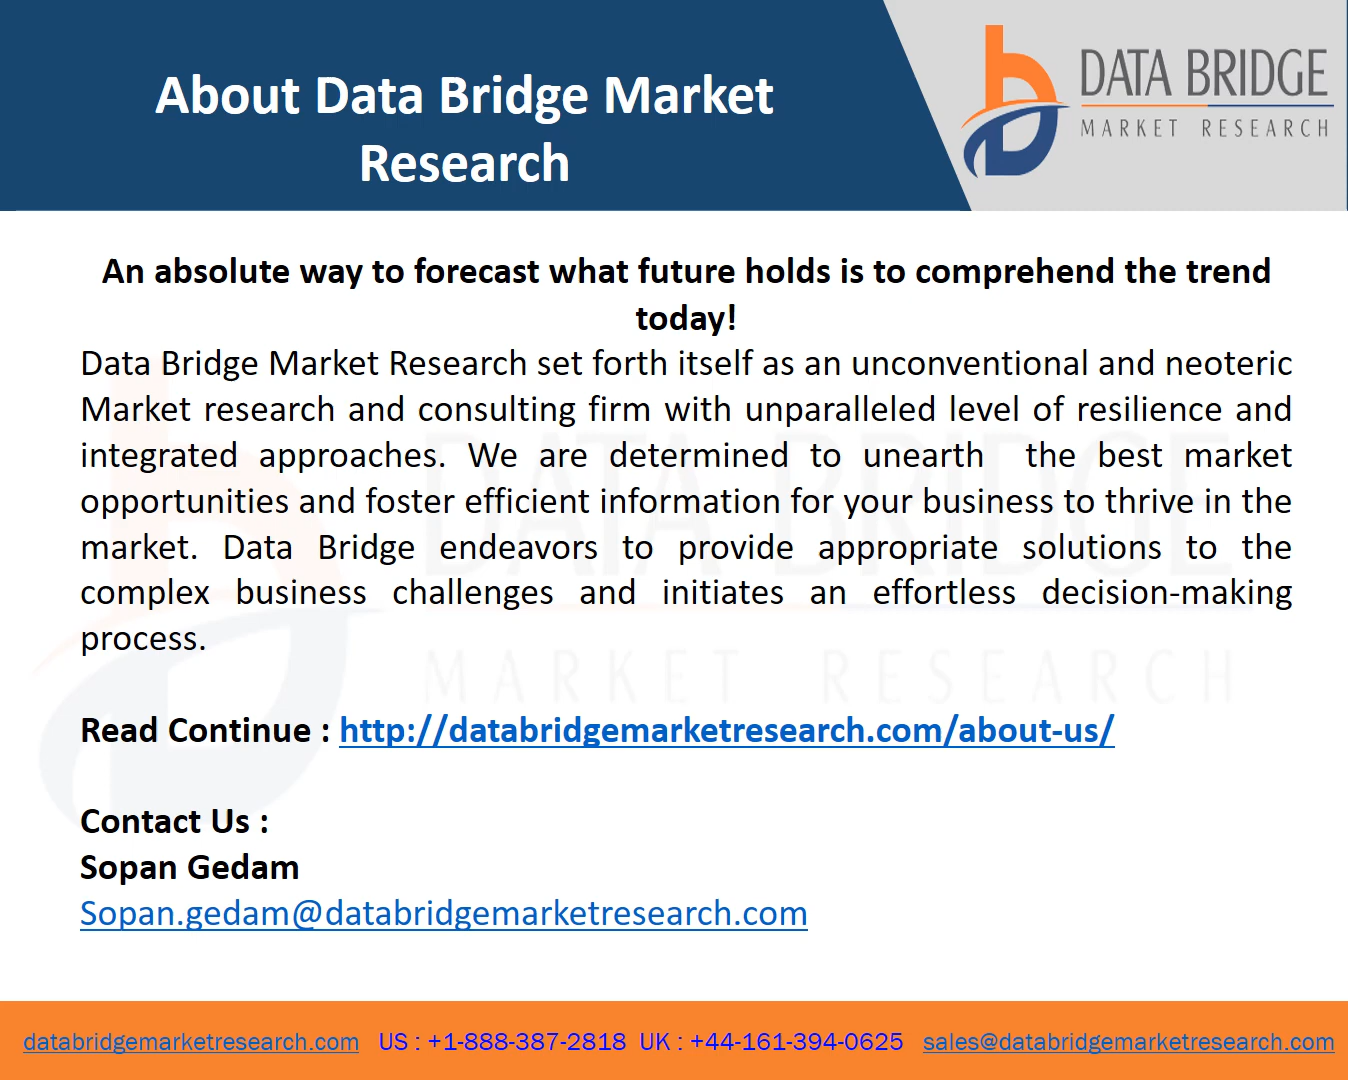 About Data Bridge Market
Research
DATA BRIDGE
MARKET RESEARCH
An absolute way to forecast what future holds is to comprehend the trend
today!
Data Bridge Market Research set forth itself as an unconventional and neoteric
Market research and consulting firm with unparalleled level of resilience and
integrated approaches. We are determined to unearth the best market
opportunities and foster efficient information for your business to thrive in the
market. Data Bridge endeavors to provide appropriate solutions to the
complex business challenges and initiates an effortless decision-making
process.
DATA BRIDGE
MARKET RESEARCH
Read Continue : http://databridgemarketresearch.com/about-us/
Contact Us :
Sopan Gedam
Sopan.gedam@databridgemarketresearch.com
databridgemarketresearch.com US : +1-888-387-2818 UK : +44-161-394-0625 sales@databridgemarketresearch.com